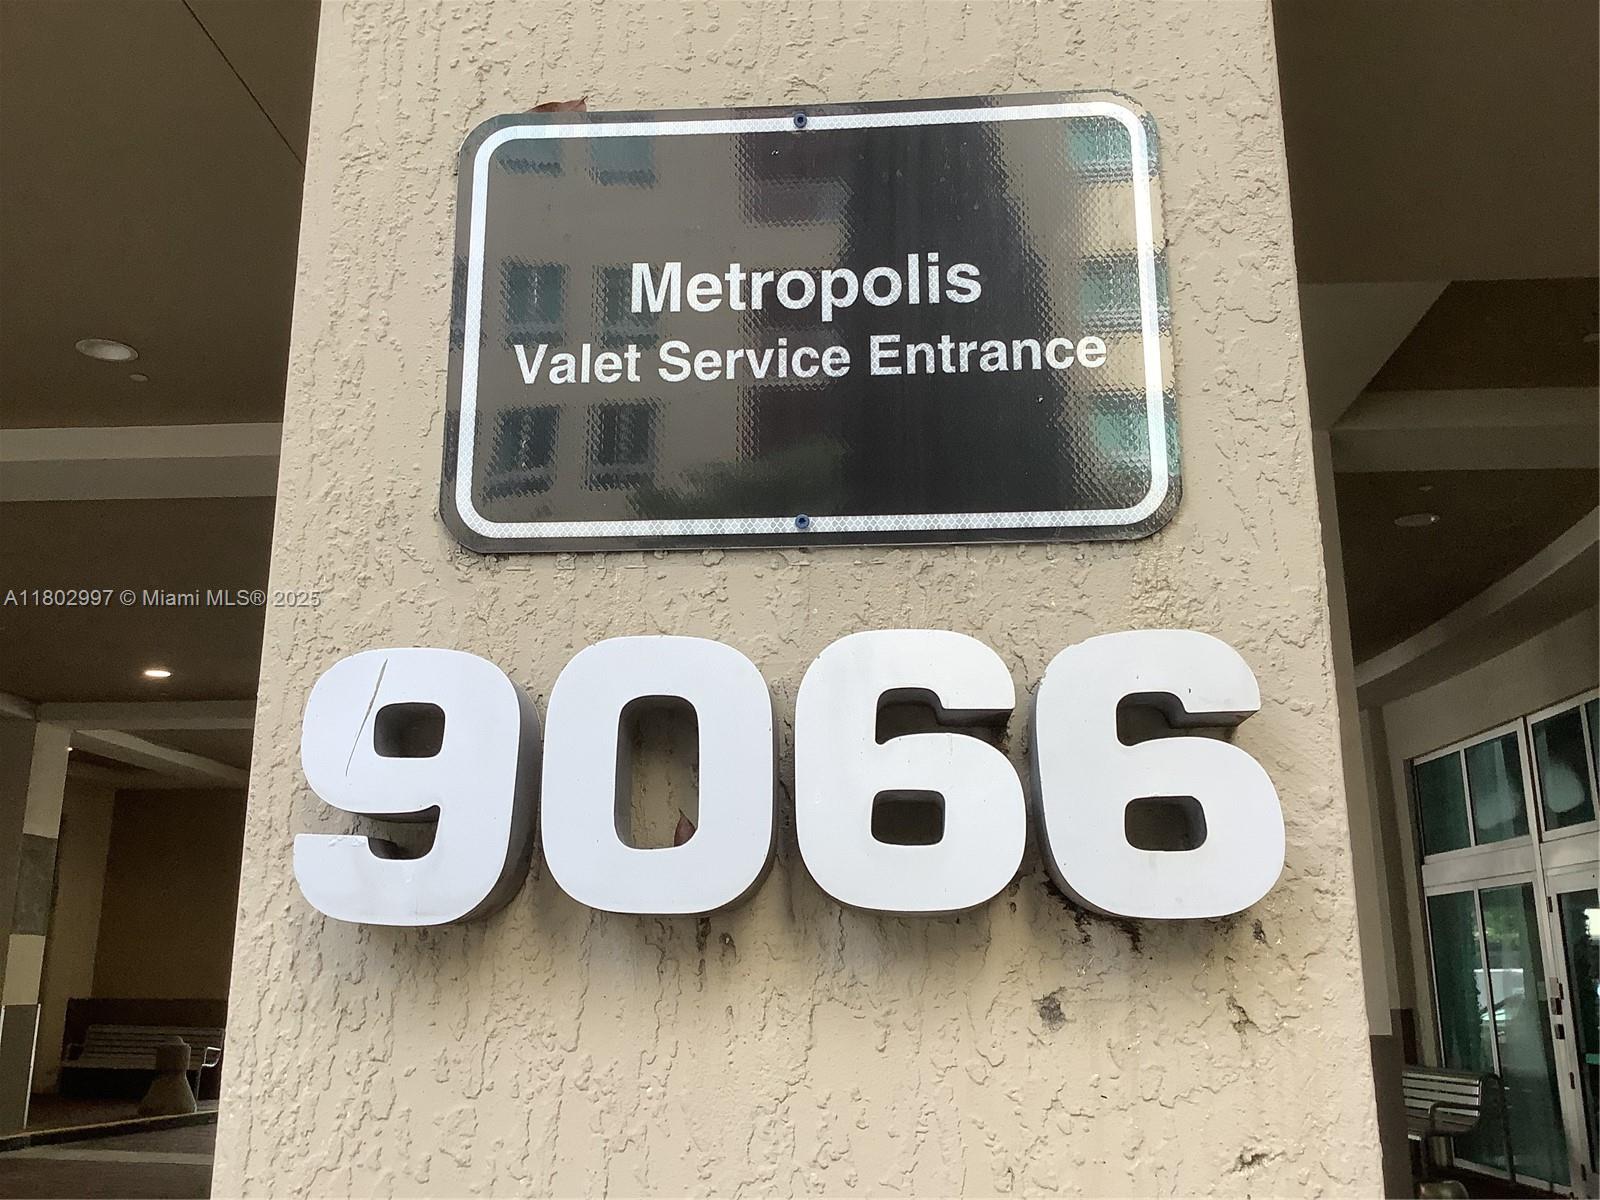 Metropolis
Valet Service Entrance
A11802997 © Miami MLS® 2025
9066